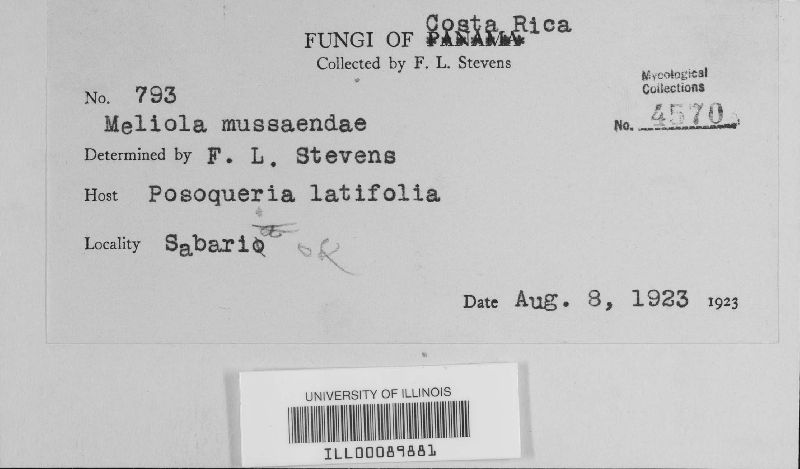 FUNGI OF Costa Rica
Collected by F. L. Stevens
Mycological
Collections
No. 4570
No. 793
Meliola mussaendae
Determined by F. L. Stevens
Host Posoqueria latifolia
Locality Sabario OK
Date Aug. 8, 1923 1923
UNIVERSITY OF ILLINOIS
ILL00089881